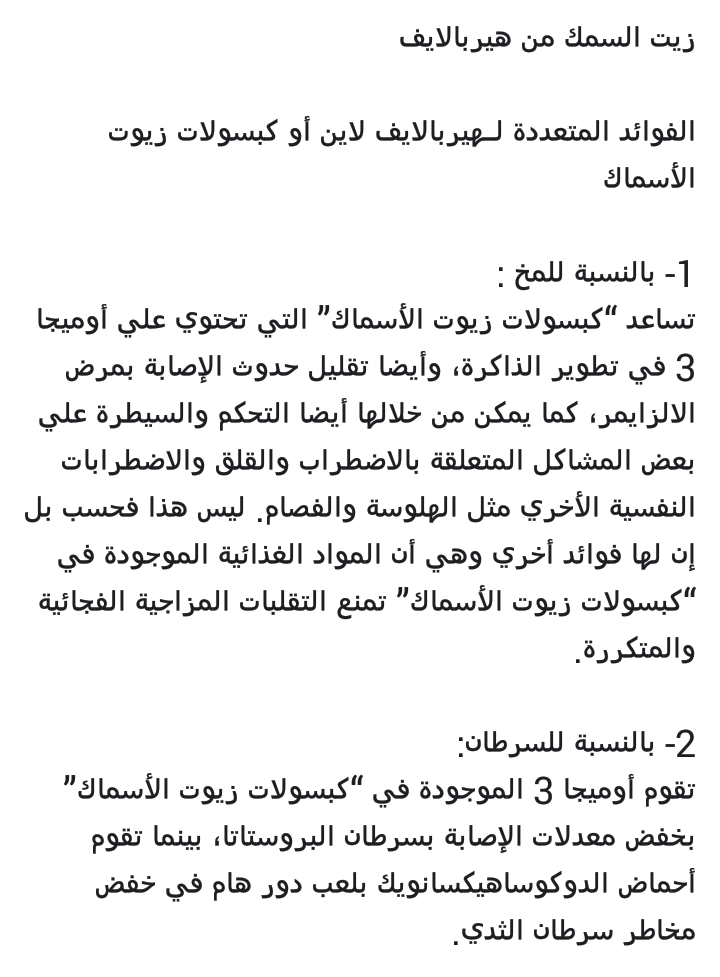 زيت السمك من هيربالايف
الفوائد المتعددة لـهيربالايف لاين أو كبسولات زيوت
الأسماك
1- بالنسبة للمخ :
تساعد “كبسولات زيوت الأسماك” التي تحتوي علي أوميجا
3 في تطوير الذاكرة، وأيضا تقليل حدوث الإصابة بمرض
الالزايمر، كما يمكن من خلالها أيضا التحكم والسيطرة علي
بعض المشاكل المتعلقة بالاضطراب والقلق والاضطرابات
النفسية الأخري مثل الهلوسة والفصام. ليس هذا فحسب بل
إن لها فوائد أخري وهي أن المواد الغذائية الموجودة في
“كبسولات زيوت الأسماك” تمنع التقلبات المزاجية الفجائية
والمتكررة.
2- بالنسبة للسرطان:
تقوم أوميجا 3 الموجودة في “كبسولات زيوت الأسماك”
بخفض معدلات الإصابة بسرطان البروستاتا، بينما تقوم
أحماض الدوكوساهيكسانويك بلعب دور هام في خفض
مخاطر سرطان الثدي.